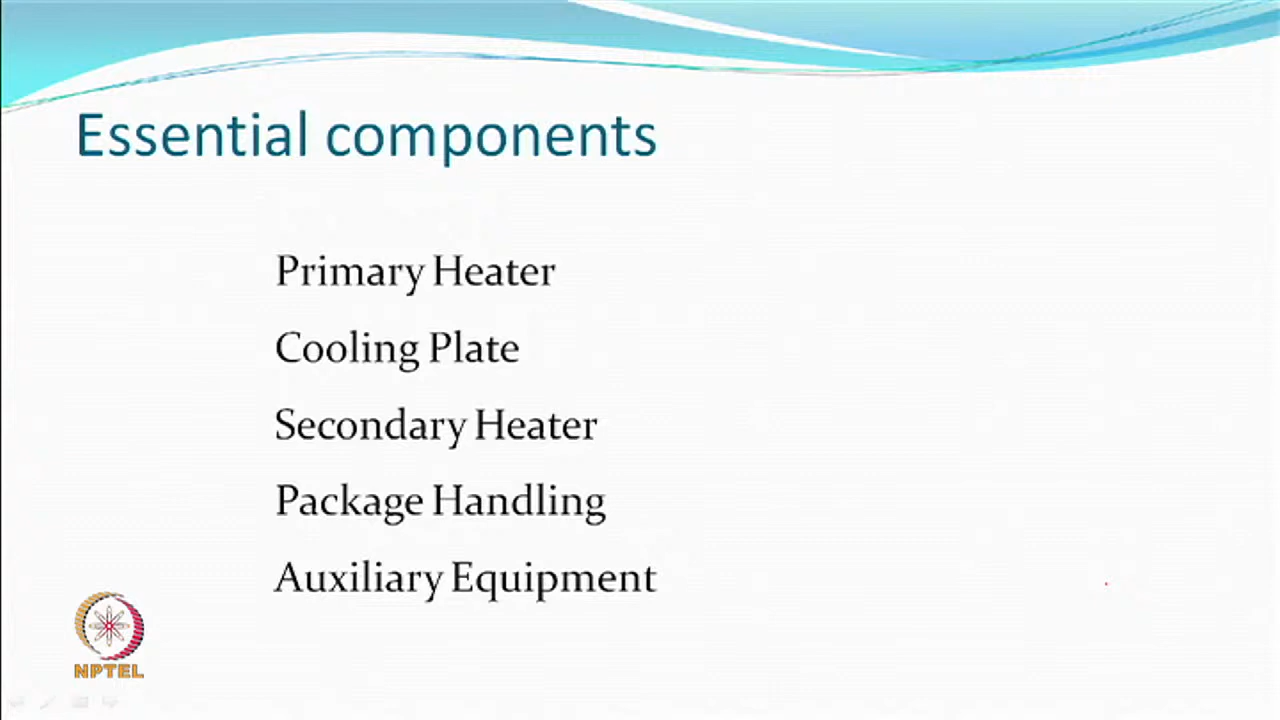 Essential components
Primary Heater
Cooling Plate
Secondary Heater
Package Handling
Auxiliary Equipment
NPTEL